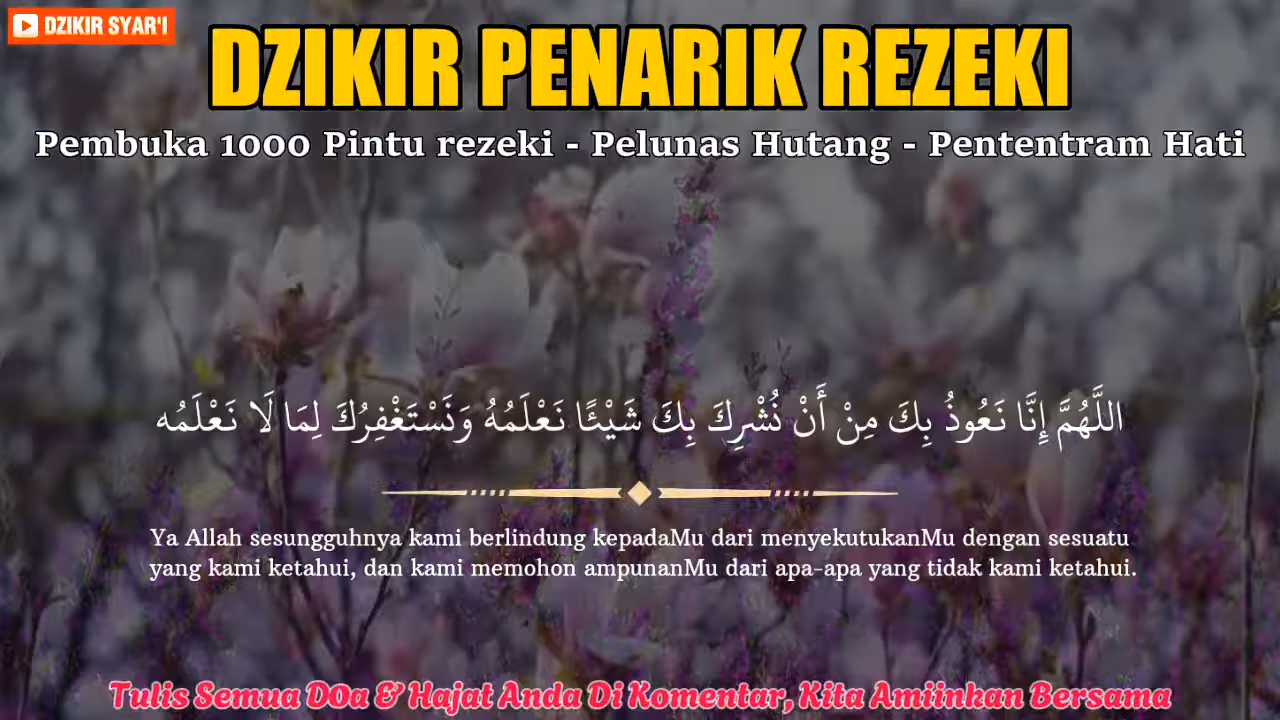 DZIKIR SYAR'I
DZIKIR PENARIK REZEKI
Pembuka 1000 Pintu rezeki - Pelunas Hutang - Pententram Hati
اللَّهُمَّ إِنَّا نَعُوذُ بِكَ مِنْ أَنْ نُشْرِكَ بِكَ شَيْئًا نَعْلَمُهُ وَنَسْتَغْفِرُكَ لِمَا لَا نَعْلَمُه
Ya Allah sesungguhnya kami berlindung kepadaMu dari menyekutukanMu dengan sesuatu
yang kami ketahui, dan kami memohon ampunanMu dari apa-apa yang tidak kami ketahui.
Tulis Semua D0a & Hajat Anda Di Komentar, Kita Amiinkan Bersama